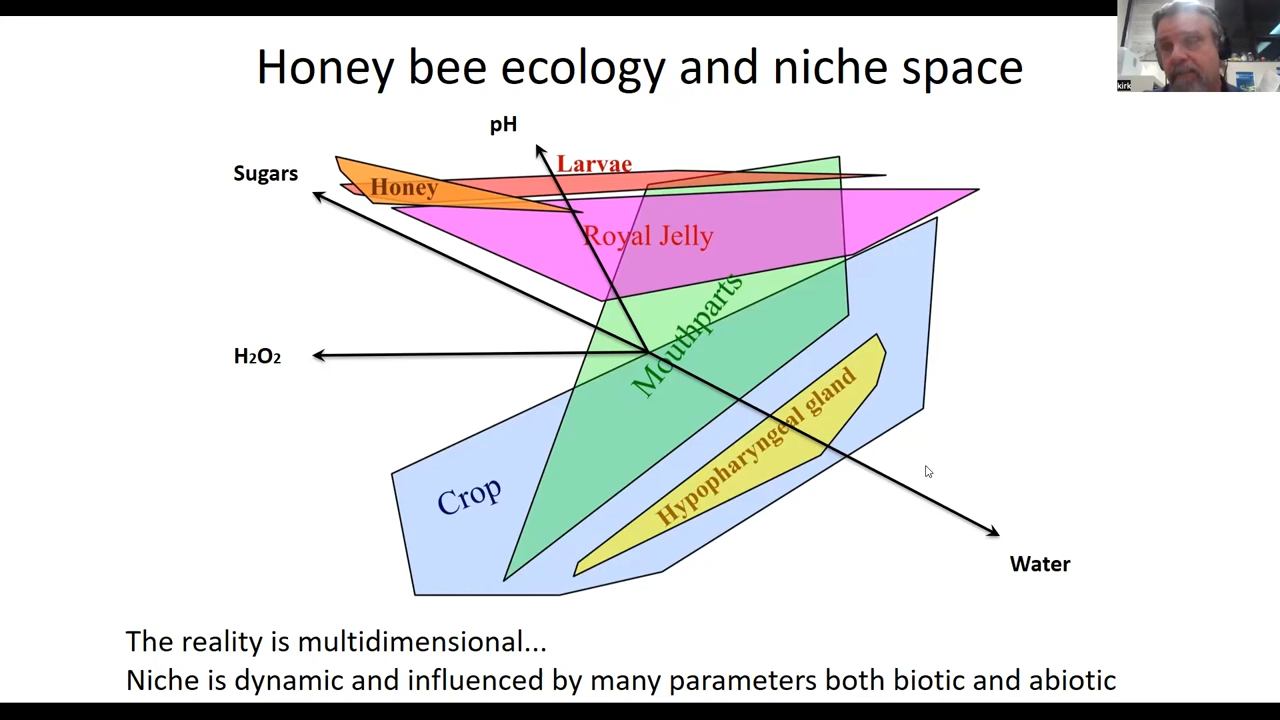 Honey bee ecology and niche space
kirk
pH
Larvae
Sugars
Honey
Royal Jelly
Mouthparts
H2O2
Hypopharyngeal gland
Crop
Water
The reality is multidimensional...
Niche is dynamic and influenced by many parameters both biotic and abiotic